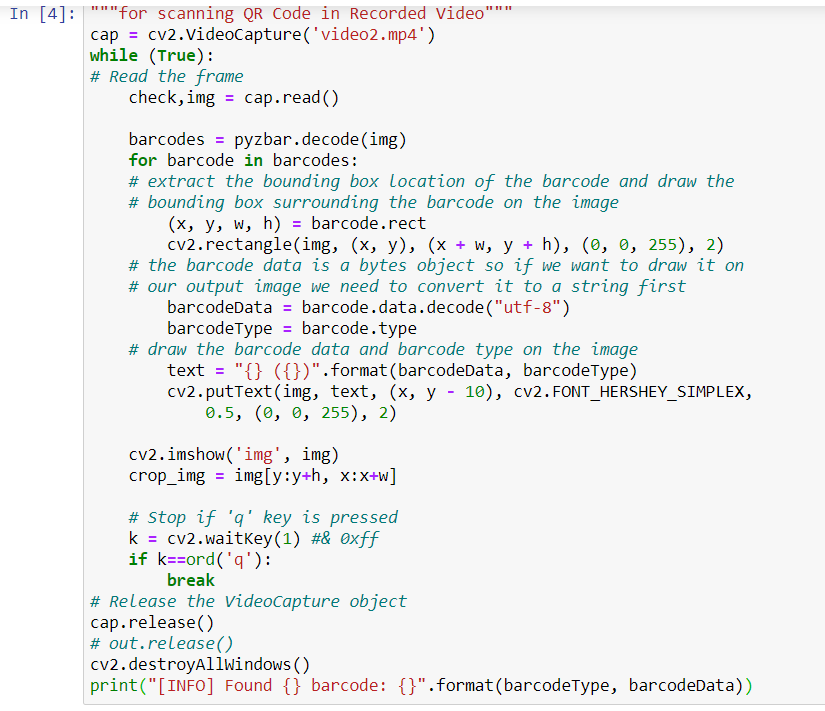 In [4]: """for scanning QR Code in Recorded Video"""
cap = cv2.VideoCapture('video2.mp4')
while (True):
# Read the frame
    check,img = cap.read()

    barcodes = pyzbar.decode(img)
    for barcode in barcodes:
    # extract the bounding box location of the barcode and draw the
    # bounding box surrounding the barcode on the image
        (x, y, w, h) = barcode.rect
        cv2.rectangle(img, (x, y), (x + w, y + h), (0, 0, 255), 2)
    # the barcode data is a bytes object so if we want to draw it on
    # our output image we need to convert it to a string first
        barcodeData = barcode.data.decode("utf-8")
        barcodeType = barcode.type
    # draw the barcode data and barcode type on the image
        text = "{} ({})".format(barcodeData, barcodeType)
        cv2.putText(img, text, (x, y - 10), cv2.FONT_HERSHEY_SIMPLEX,
            0.5, (0, 0, 255), 2)

    cv2.imshow('img', img)
    crop_img = img[y:y+h, x:x+w]

    # Stop if 'q' key is pressed
    k = cv2.waitKey(1) #& 0xff
    if k==ord('q'):
        break
# Release the VideoCapture object
cap.release()
# out.release()
cv2.destroyAllWindows()
print("[INFO] Found {} barcode: {}".format(barcodeType, barcodeData))